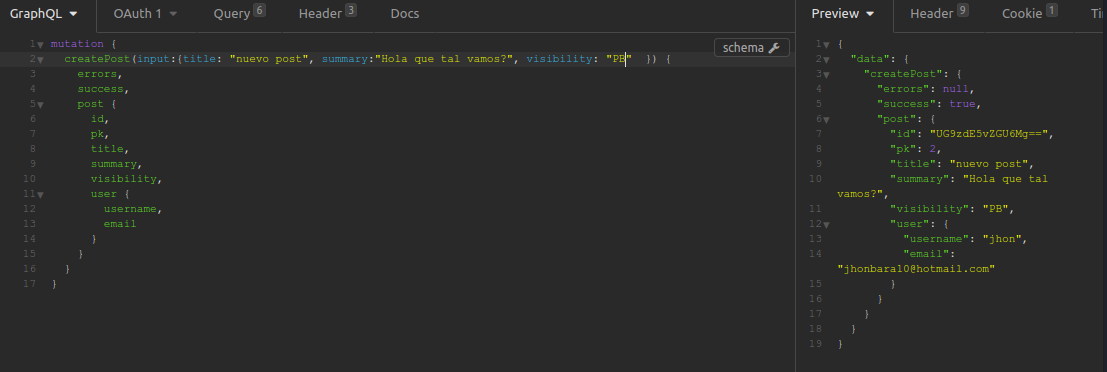 GraphQL OAuth 1 Query 6 Header 3 Docs
schema
1 mutation {
2 createPost(input:{title: "nuevo post", summary:"Hola que tal vamos?", visibility: "PB" }) {
3 errors,
4 success,
5 post {
6 id,
7 pk,
8 title,
9 summary,
10 visibility,
11 user {
12 username,
13 email
14 }
15 }
16 }
17 }
Preview Header 9 Cookie 1
1 {
2 "data": {
3 "createPost": {
4 "errors": null,
5 "success": true,
6 "post": {
7 "id": "UG9zdE5vZGU6Mg==",
8 "pk": 2,
9 "title": "nuevo post",
10 "summary": "Hola que tal
vamos?",
11 "visibility": "PB",
12 "user": {
13 "username": "jhon",
14 "email":
"jhonbara10@hotmail.com"
15 }
16 }
17 }
18 }
19 }